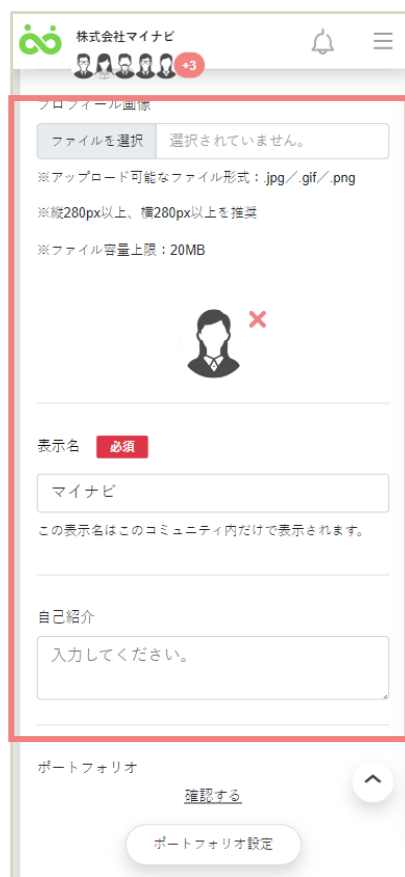 株式会社マイナビ
+3
プロフィール画像
ファイルを選択 選択されていません。
※アップロード可能なファイル形式：.jpg／.gif／.png
※縦280px以上、横280px以上を推奨
※ファイル容量上限：20MB
表示名 必須
マイナビ
この表示名はこのコミュニティ内だけで表示されます。
自己紹介
入力してください。
ポートフォリオ
確認する
ポートフォリオ設定